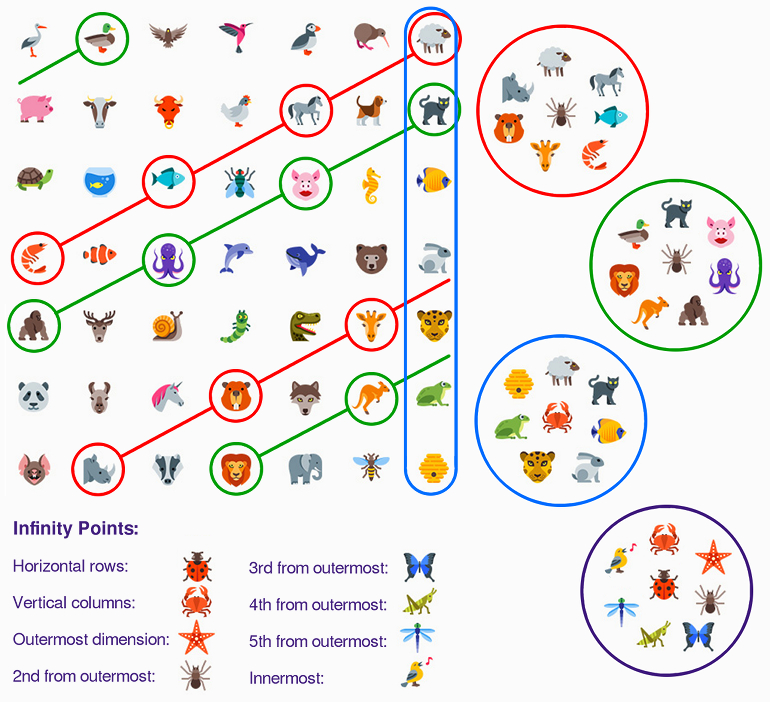 Infinity Points:
Horizontal rows:
Vertical columns:
Outermost dimension:
2nd from outermost:
3rd from outermost:
4th from outermost:
5th from outermost:
Innermost: